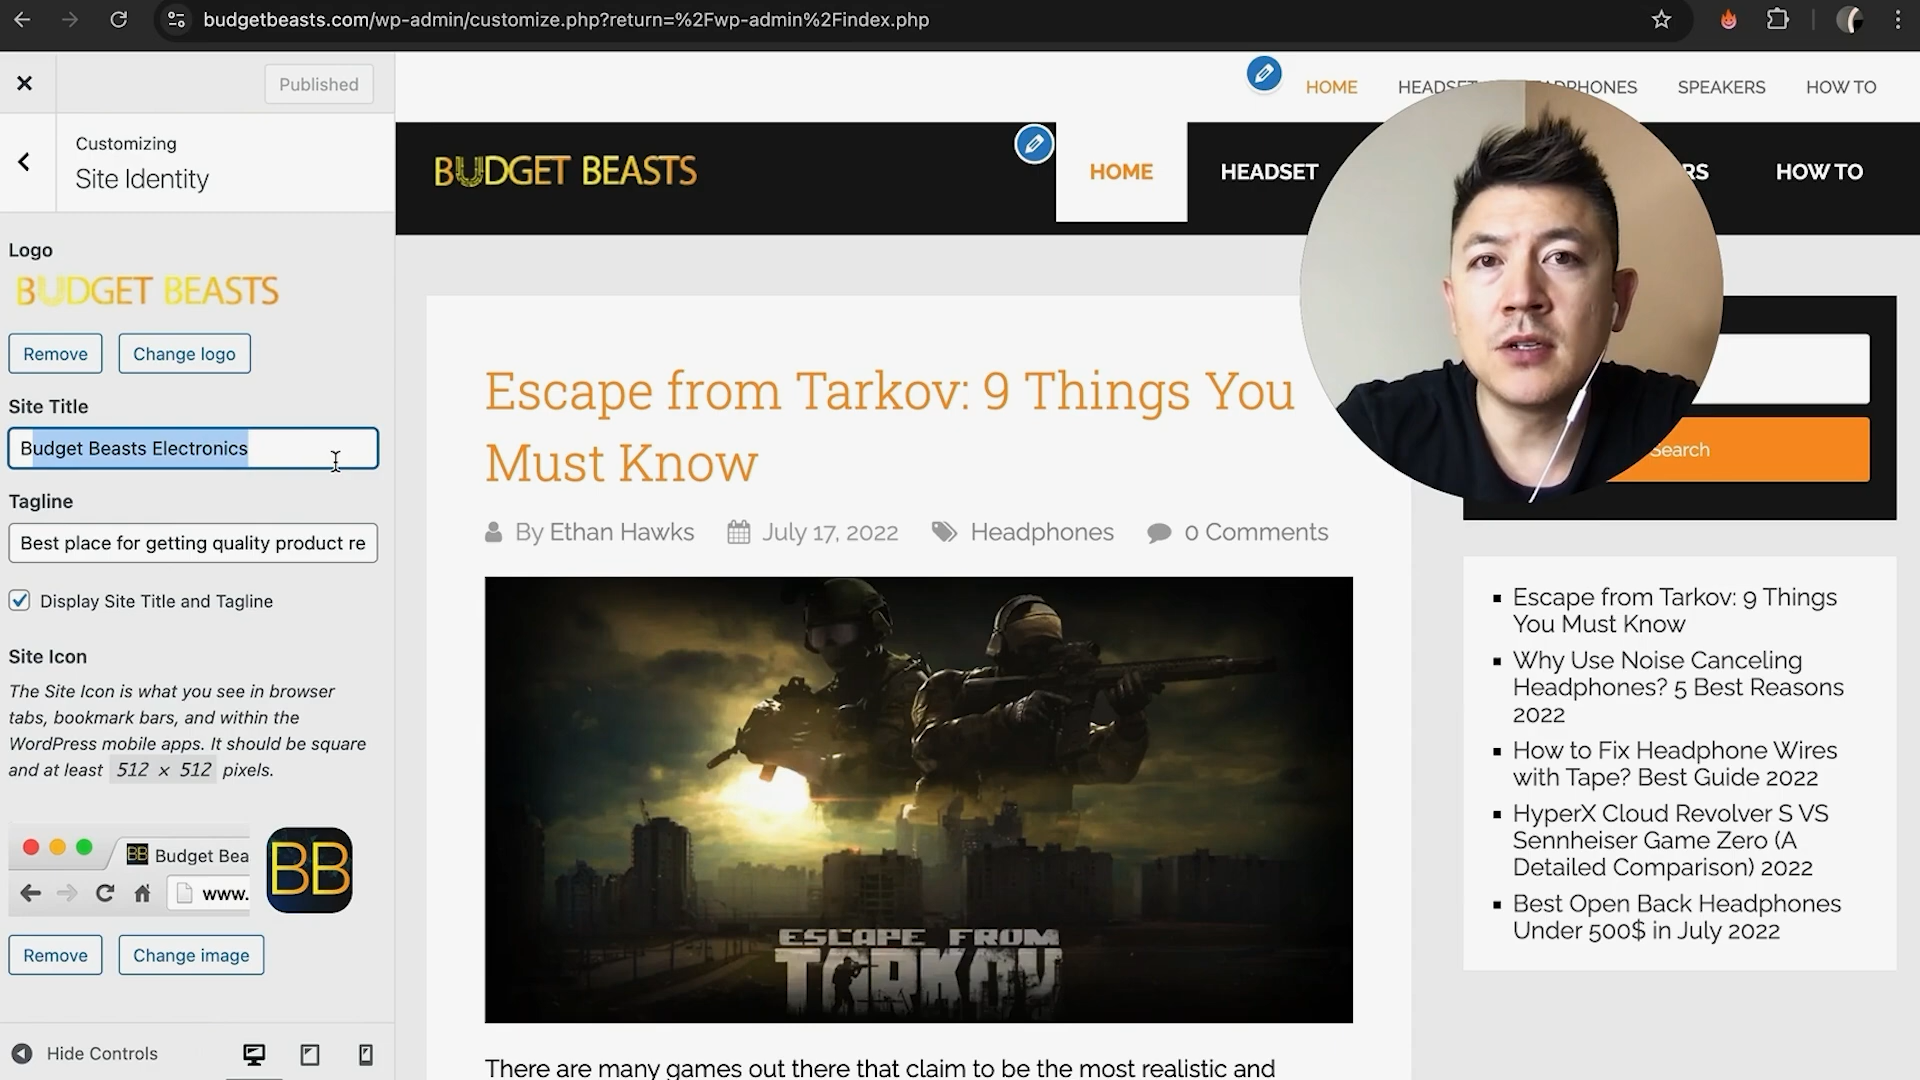 budgetbeasts.com/wp-admin/customize.php?return=%2Fwp-admin%2Findex.php
Published
Customizing
Site Identity
Logo
BUDGET BEASTS
Remove
Change logo
Site Title
Budget Beasts Electronics
Tagline
Best place for getting quality product re
Display Site Title and Tagline
Site Icon
The Site Icon is what you see in browser
tabs, bookmark bars, and within the
WordPress mobile apps. It should be square
and at least 512 × 512 pixels.
BB Budget Bea
www.
BB
Remove
Change image
Hide Controls
HOME SPEAKERS HOW TO
BUDGET BEASTS
HOME HEADSET HOW TO
Escape from Tarkov: 9 Things You
Must Know
By Ethan Hawks July 17, 2022 Headphones 0 Comments
ESCAPE FROM
TARKOV
There are many games out there that claim to be the most realistic and
Search
Escape from Tarkov: 9 Things
You Must Know
Why Use Noise Canceling
Headphones? 5 Best Reasons
2022
How to Fix Headphone Wires
with Tape? Best Guide 2022
HyperX Cloud Revolver S VS
Sennheiser Game Zero (A
Detailed Comparison) 2022
Best Open Back Headphones
Under 500$ in July 2022